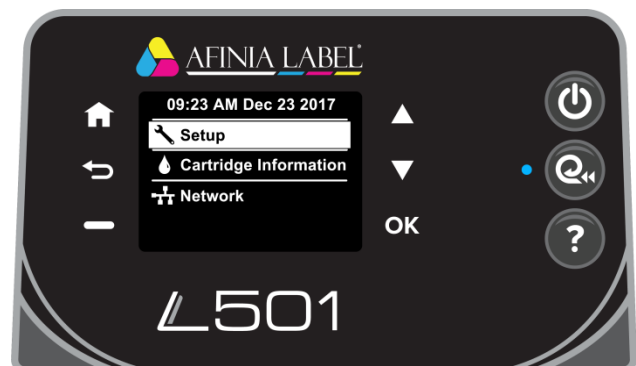 AFINIA LABEL®
09:23 AM Dec 23 2017
Setup
Cartridge Information
Network
OK
?
L501